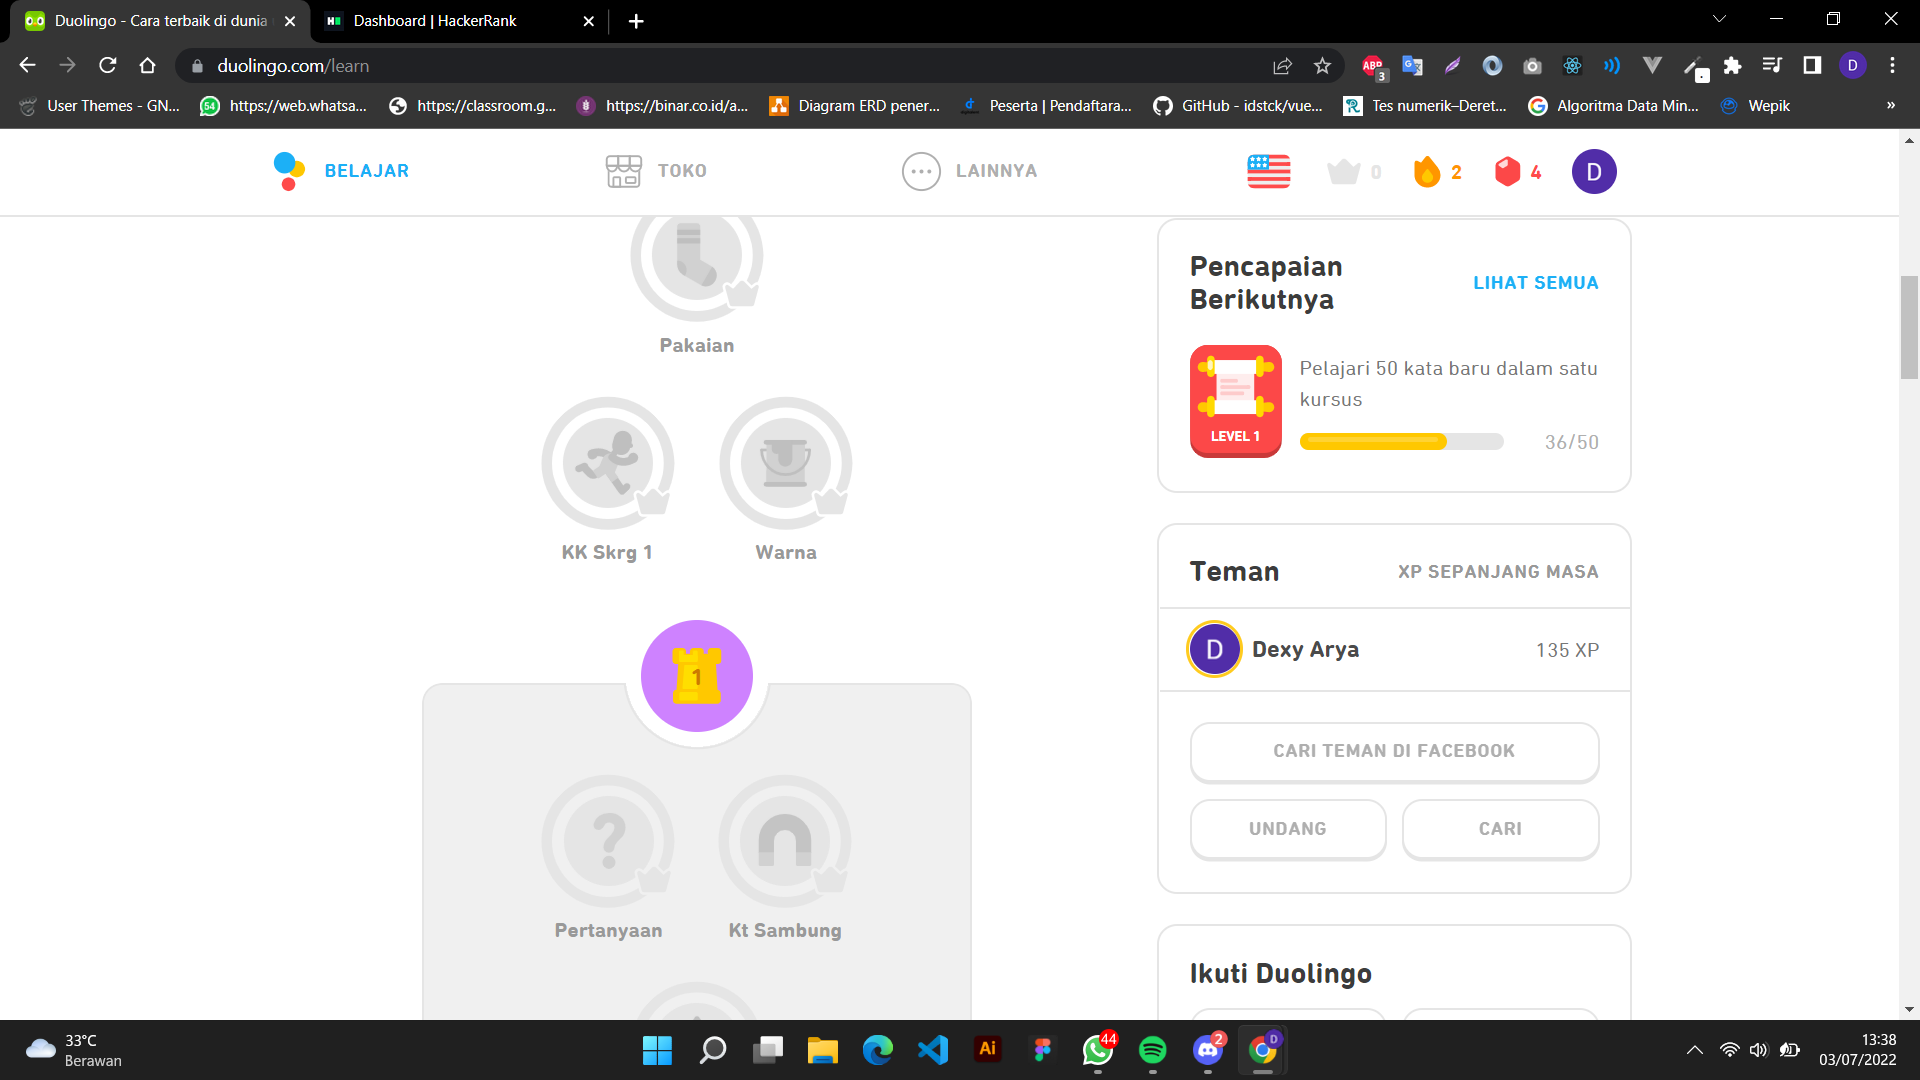 Duolingo - Cara terbaik di dunia
Dashboard | HackerRank
duolingo.com/learn
ABP
3
D
User Themes - GN...
54
https://web.whatsa...
https://classroom.g...
https://binar.co.id/a...
Diagram ERD pener...
Peserta | Pendaftara...
GitHub - idstck/vue...
Tes numerik–Deret...
Algoritma Data Min...
Wepik
»
BELAJAR
TOKO
LAINNYA
0
2
4
D
Pakaian
KK Skrg 1
Warna
1
Pertanyaan
Kt Sambung
Pencapaian
Berikutnya
LIHAT SEMUA
LEVEL 1
Pelajari 50 kata baru dalam satu
kursus
36/50
Teman
XP SEPANJANG MASA
D
Dexy Arya
135 XP
CARI TEMAN DI FACEBOOK
UNDANG
CARI
Ikuti Duolingo
33°C
Berawan
Ai
44
2
D
13:38
03/07/2022